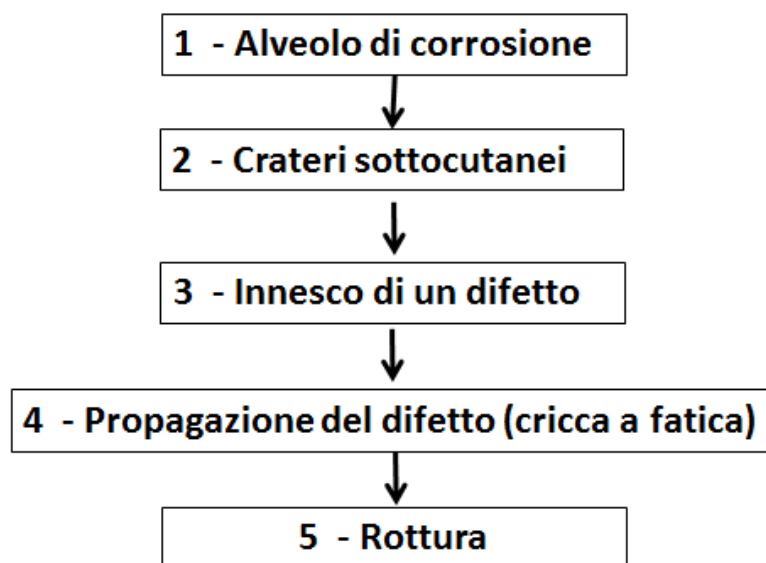 1 - Alveolo di corrosione
2 - Crateri sottocutanei
3 - Innesco di un difetto
4 - Propagazione del difetto (cricca a fatica)
5 - Rottura